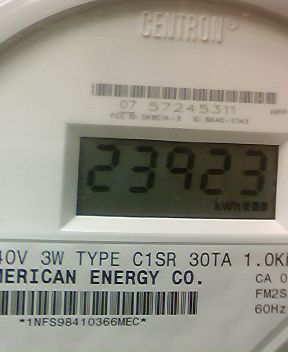 CENTRON®
07 57245311
23923
kWh
40V 3W TYPE C1SR 30TA 1.0K
MERICAN ENERGY CO.
CA 0
FM2S
60Hz
*1NFS98410366MEC*